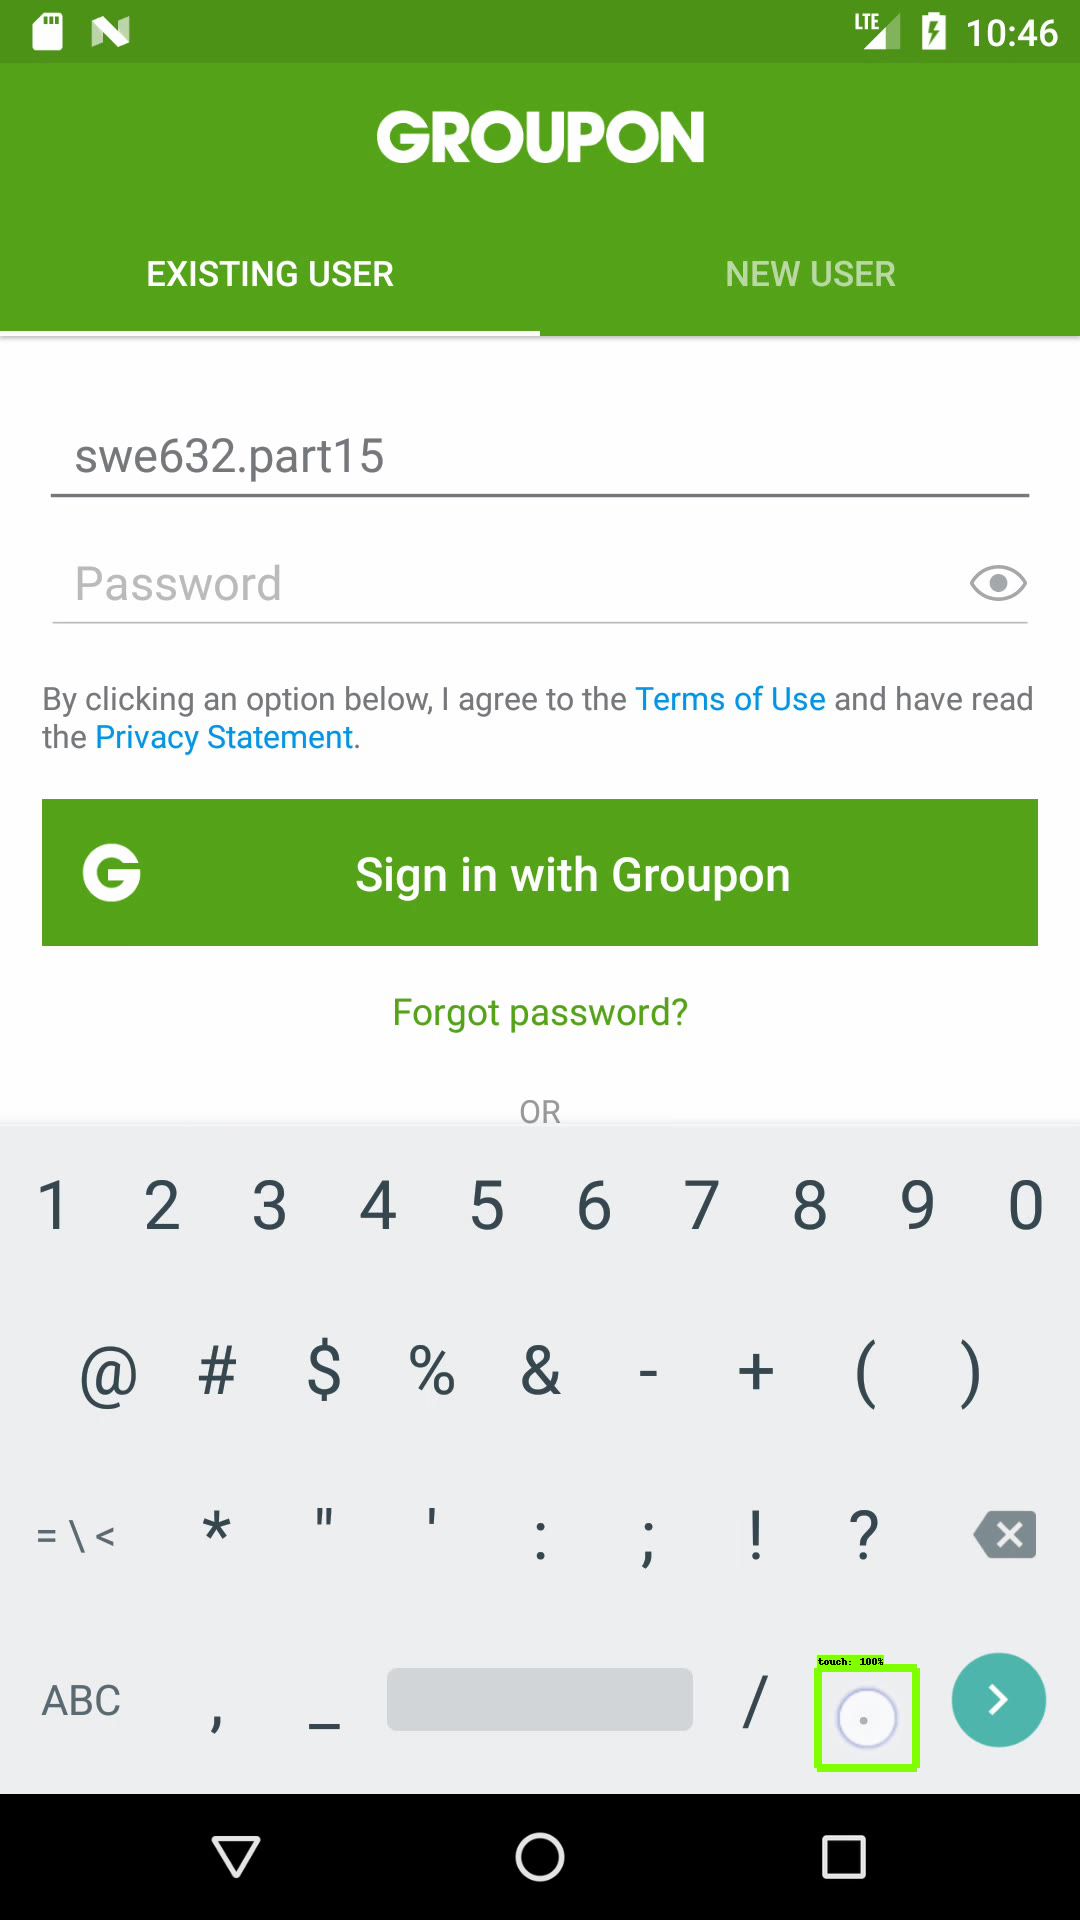 LTE 10:46
GROUPON
EXISTING USER NEW USER
swe632.part15
Password
By clicking an option below, I agree to the Terms of Use and have read
the Privacy Statement.
G Sign in with Groupon
Forgot password?
OR
1 2 3 4 5 6 7 8 9 0
@ # $ % & - + ( )
= \ < * " ' : ; ! ?
touch: 100%
ABC , _ / .